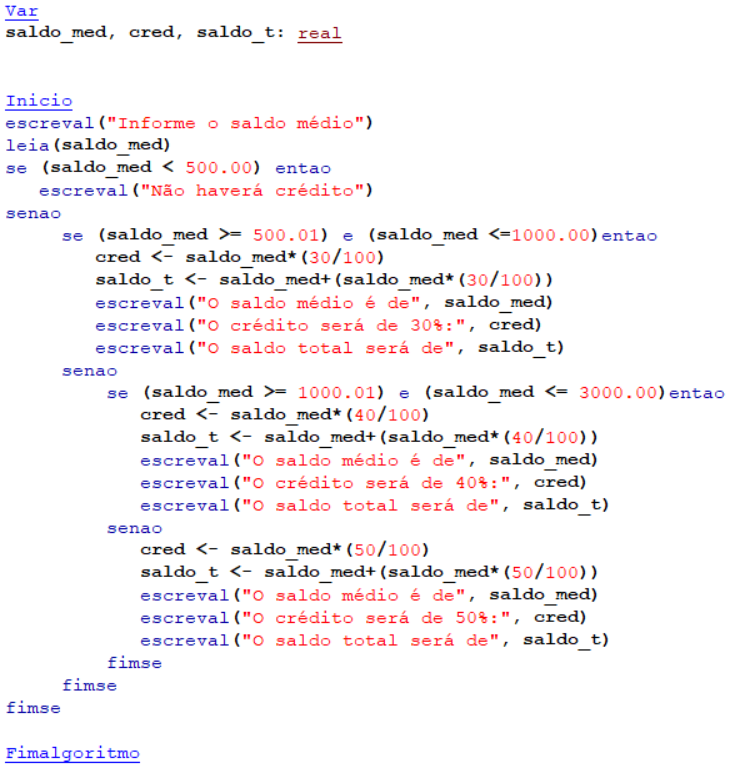 Var
saldo_med, cred, saldo_t: real
Inicio
escreval("Informe o saldo médio")
leia(saldo_med)
se (saldo_med < 500.00) entao
   escreval("Não haverá crédito")
senao
     se (saldo_med >= 500.01) e (saldo_med <=1000.00)entao
        cred <- saldo_med*(30/100)
        saldo_t <- saldo_med+(saldo_med*(30/100))
        escreval("O saldo médio é de", saldo_med)
        escreval("O crédito será de 30%:", cred)
        escreval("O saldo total será de", saldo_t)
     senao
         se (saldo_med >= 1000.01) e (saldo_med <= 3000.00)entao
            cred <- saldo_med*(40/100)
            saldo_t <- saldo_med+(saldo_med*(40/100))
            escreval("O saldo médio é de", saldo_med)
            escreval("O crédito será de 40%:", cred)
            escreval("O saldo total será de", saldo_t)
         senao
            cred <- saldo_med*(50/100)
            saldo_t <- saldo_med+(saldo_med*(50/100))
            escreval("O saldo médio é de", saldo_med)
            escreval("O crédito será de 50%:", cred)
            escreval("O saldo total será de", saldo_t)
         fimse
     fimse
fimse
Fimalgoritmo